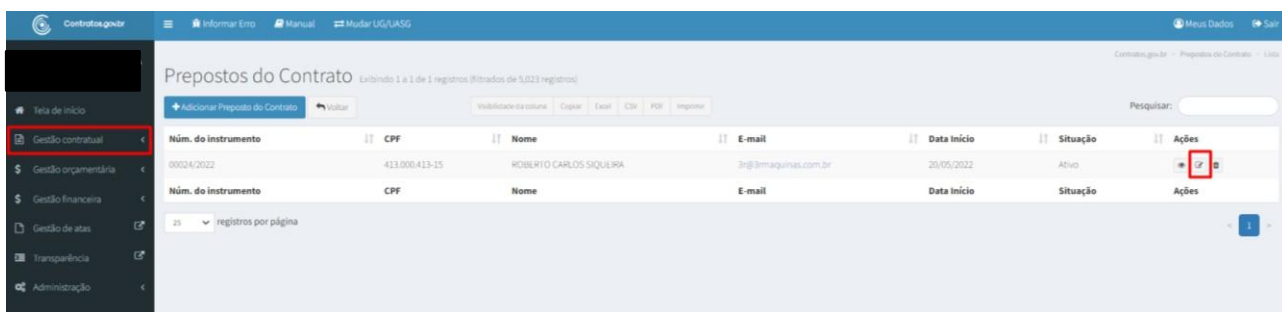 Contratos.gov.br
Informar Erro Manual Mudar UG/UASG Meus Dados Sair
Contratos.gov.br > Prepostos do Contrato > Lista
Prepostos do Contrato Exibindo 1 a 1 de 1 registros (filtrados de 5,023 registros)
Adicionar Preposto do Contrato Voltar Visibilidade da coluna Copiar Excel CSV PDF Imprimir Pesquisar:
Tela de início
Gestão contratual
Gestão orçamentária
Gestão financeira
Gestão de atas
Transparência
Administração
Núm. do instrumento CPF Nome E-mail Data Início Situação Ações
00024/2022 413.000.413-15 ROBERTO CARLOS SIQUEIRA 3r@3rmaquinas.com.br 20/05/2022 Ativo
Núm. do instrumento CPF Nome E-mail Data Início Situação Ações
25 registros por página
< 1 >